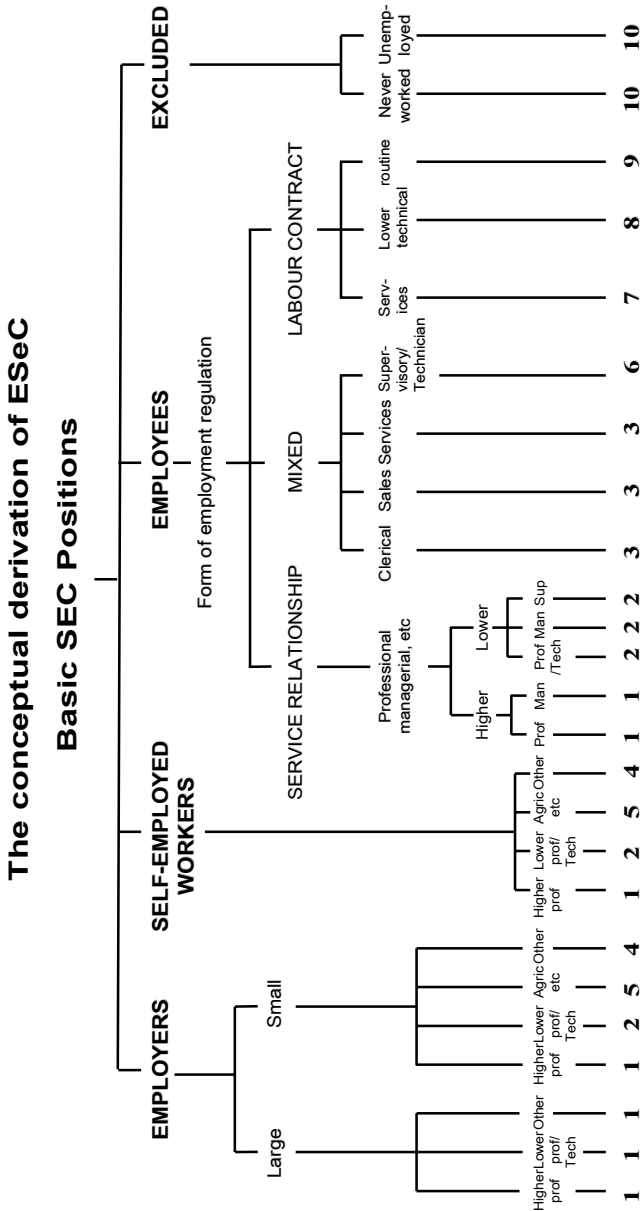 The conceptual derivation of ESeC
Basic SEC Positions
EMPLOYERS
SELF-EMPLOYED
WORKERS
EMPLOYEES
EXCLUDED
Form of employment regulation
Large
Small
SERVICE RELATIONSHIP
MIXED
LABOUR CONTRACT
Professional
managerial, etc
Higher
Lower
Clerical
Sales
Services
Super-
visory/
Technician
Serv-
ices
Lower
technical
routine
Never
worked
Unemp-
loyed
Higher
prof
Lower
prof/
Tech
Other
Higher
prof
Lower
prof/
Tech
Agric
etc
Other
Higher
prof
Lower
prof/
Tech
Agric
etc
Other
Prof
Man
Prof
/Tech
Man
Sup
1 1 1 1 2 5 4 1 2 5 4 1 1 2 2 2 3 3 3 6 7 8 9 10 10